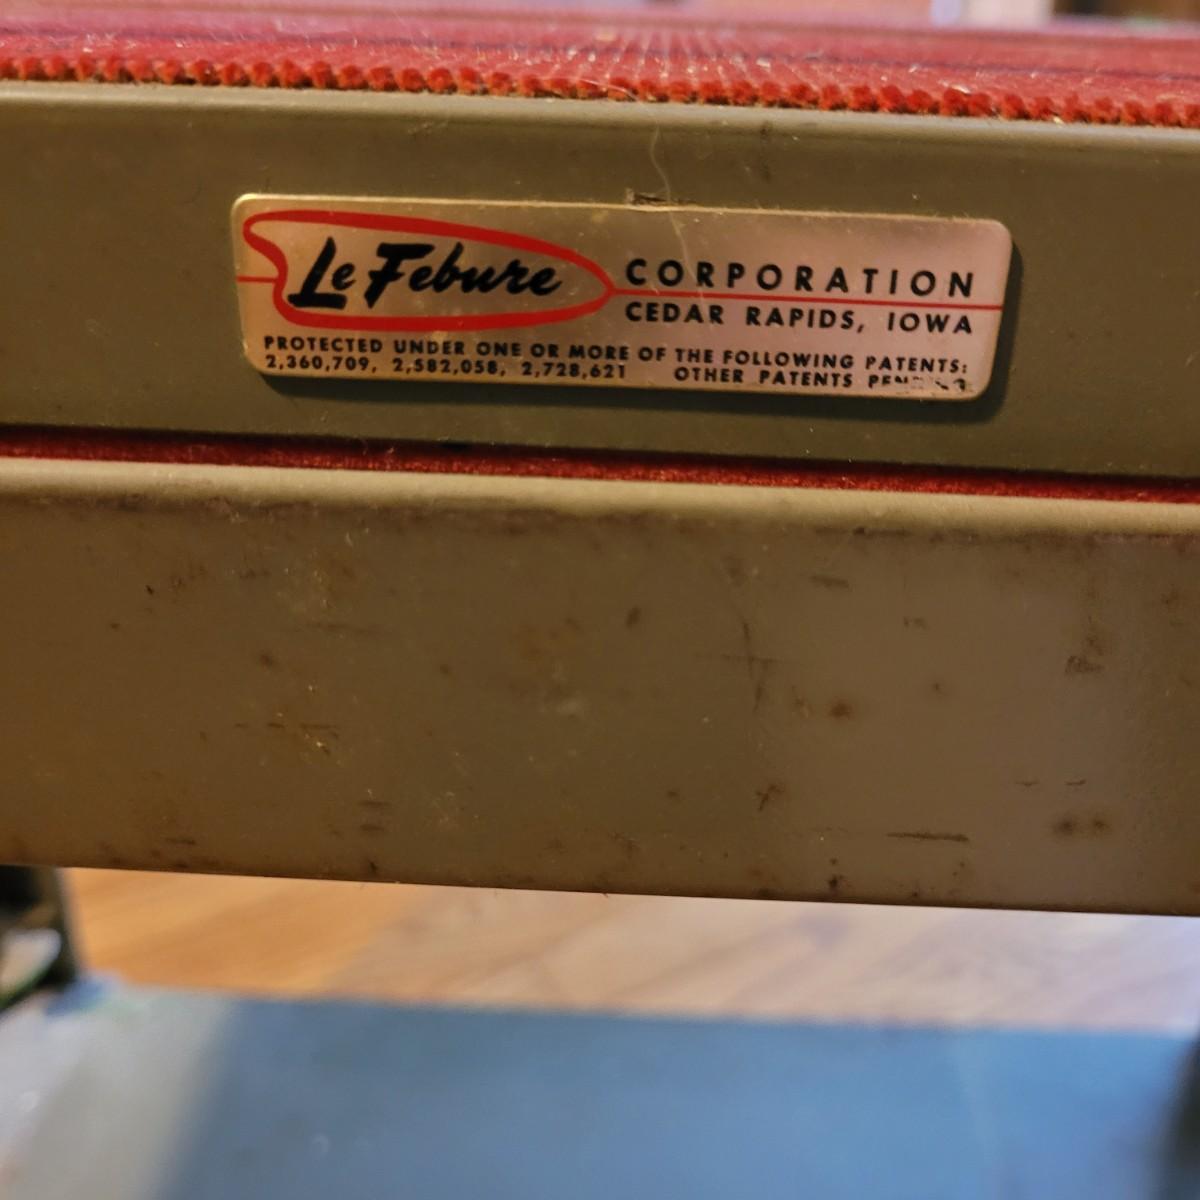 Le Febure CORPORATION
CEDAR RAPIDS, IOWA
PROTECTED UNDER ONE OR MORE OF THE FOLLOWING PATENTS:
2,360,709, 2,582,058, 2,728,621 OTHER PATENTS